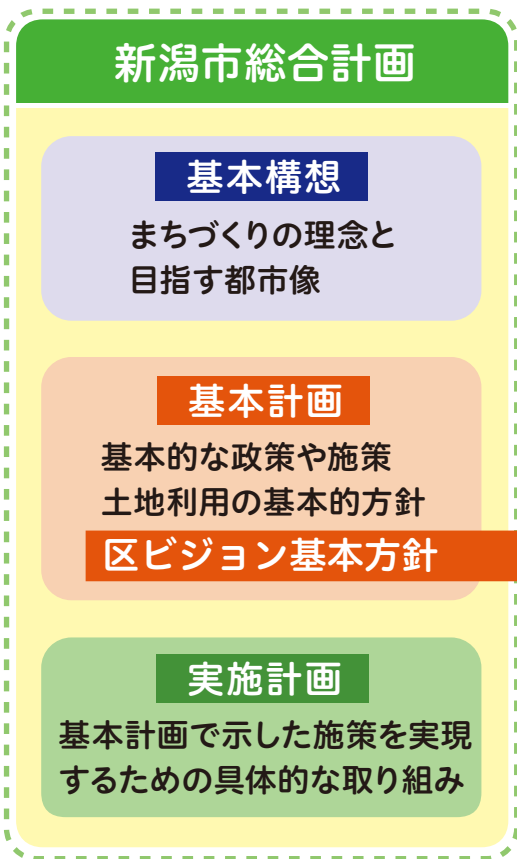 新潟市総合計画
基本構想
まちづくりの理念と
目指す都市像
基本計画
基本的な政策や施策
土地利用の基本的方針
区ビジョン基本方針
実施計画
基本計画で示した施策を実現
するための具体的な取り組み